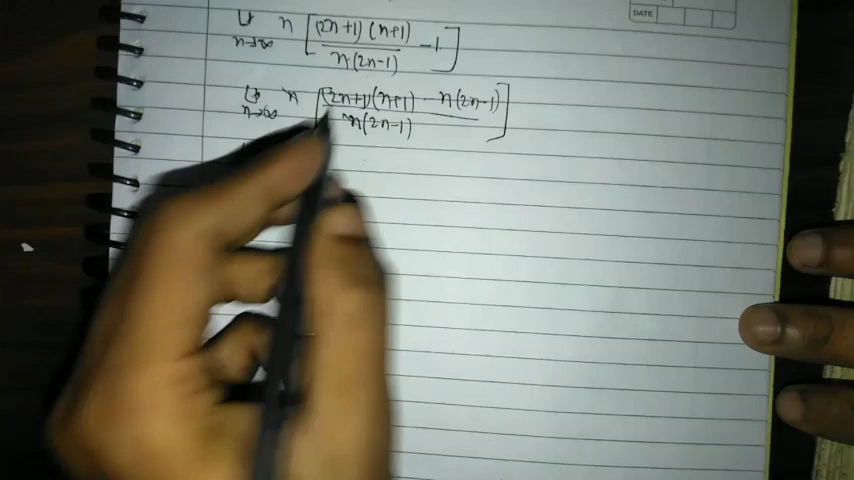 DATE
Lt n→∞ n [ (2n+1)(n+1) / n(2n-1) - 1 ]
Lt n→∞ n [ (2n+1)(n+1) - n(2n-1) / n(2n-1) ]